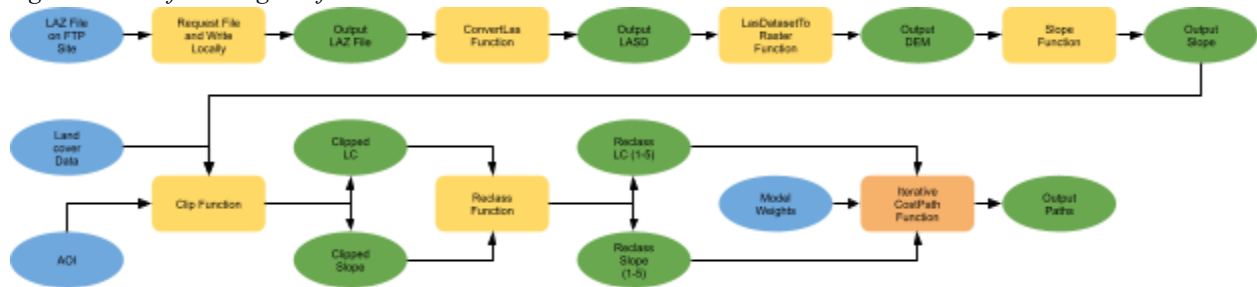 LAZ File
on FTP
Site
Request File
and Write
Locally
Output
LAZ File
ConvertLas
Function
Output
LASD
LasDatasetTo
Raster
Function
Output
DEM
Slope
Function
Output
Slope
Land
cover
Data
Clipped
LC
Reclass
LC (1-5)
Clip Function
Reclass
Function
Model
Weights
Iterative
CostPath
Function
Output
Paths
AOI
Clipped
Slope
Reclass
Slope
(1-5)